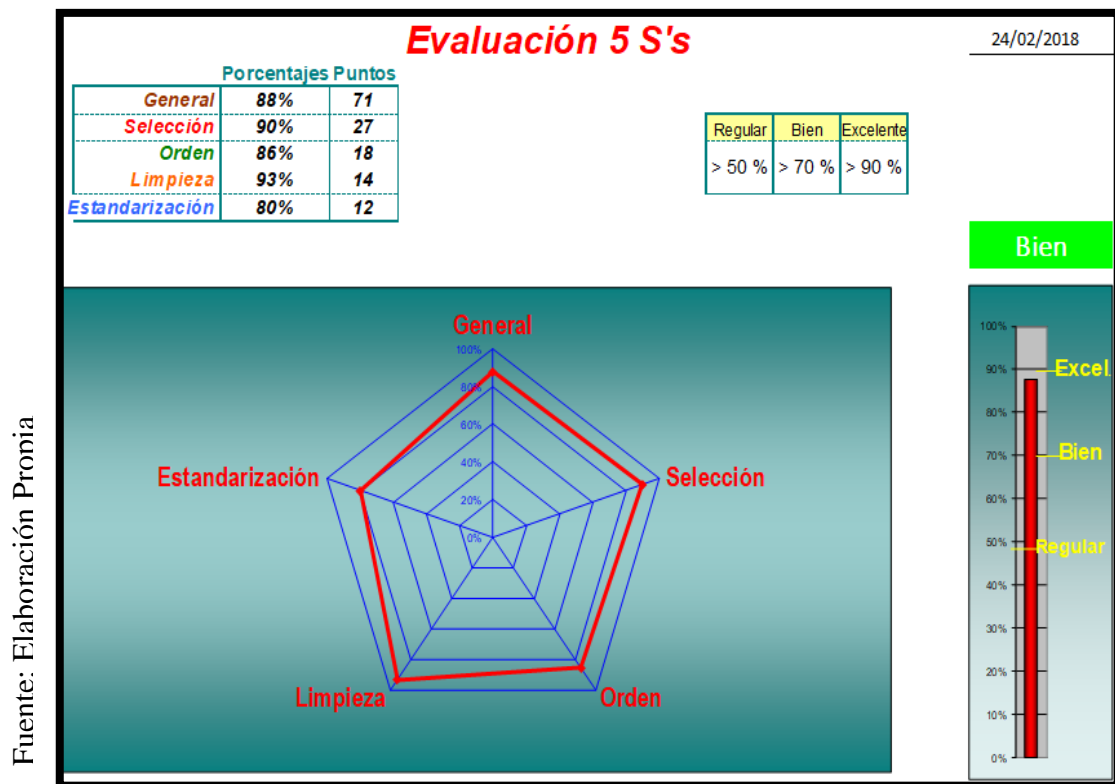 Evaluación 5 S's
24/02/2018
Porcentajes Puntos
General 88% 71
Selección 90% 27
Orden 86% 18
Limpieza 93% 14
Estandarización 80% 12
Regular Bien Excelente
> 50 % > 70 % > 90 %
Bien
General
100%
80%
60%
40%
20%
0%
Selección
Orden
Limpieza
Estandarización
100%
90%
80%
70%
60%
50%
40%
30%
20%
10%
0%
Excel.
Bien
Regular
Fuente: Elaboración Propia